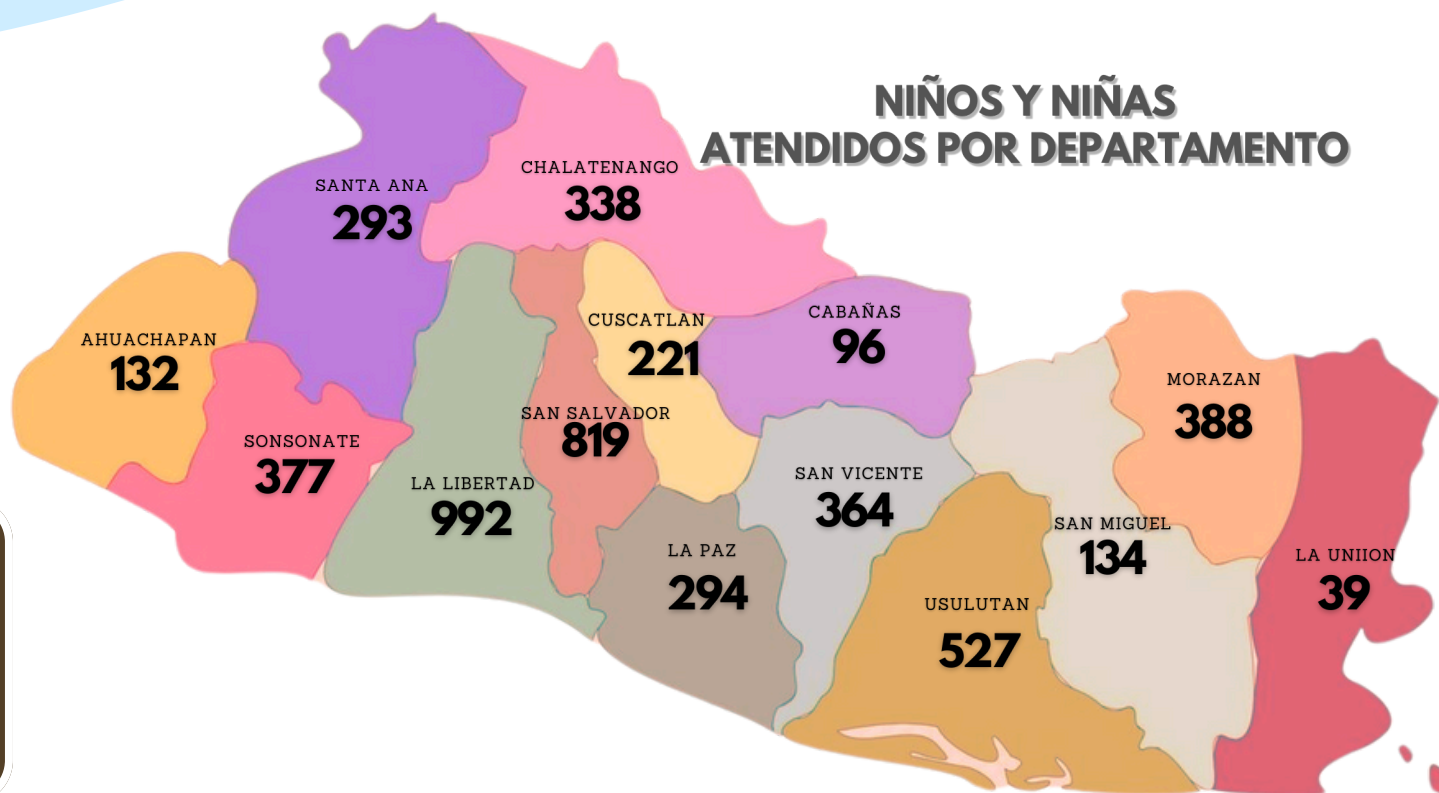 NIÑOS Y NIÑAS
ATENDIDOS POR DEPARTAMENTO
CHALATENANGO
338
SANTA ANA
293
AHUACHAPAN
132
SONSONATE
377
LA LIBERTAD
992
SAN SALVADOR
819
CUSCATLAN
221
CABAÑAS
96
SAN VICENTE
364
LA PAZ
294
USULUTAN
527
SAN MIGUEL
134
MORAZAN
388
LA UNIION
39